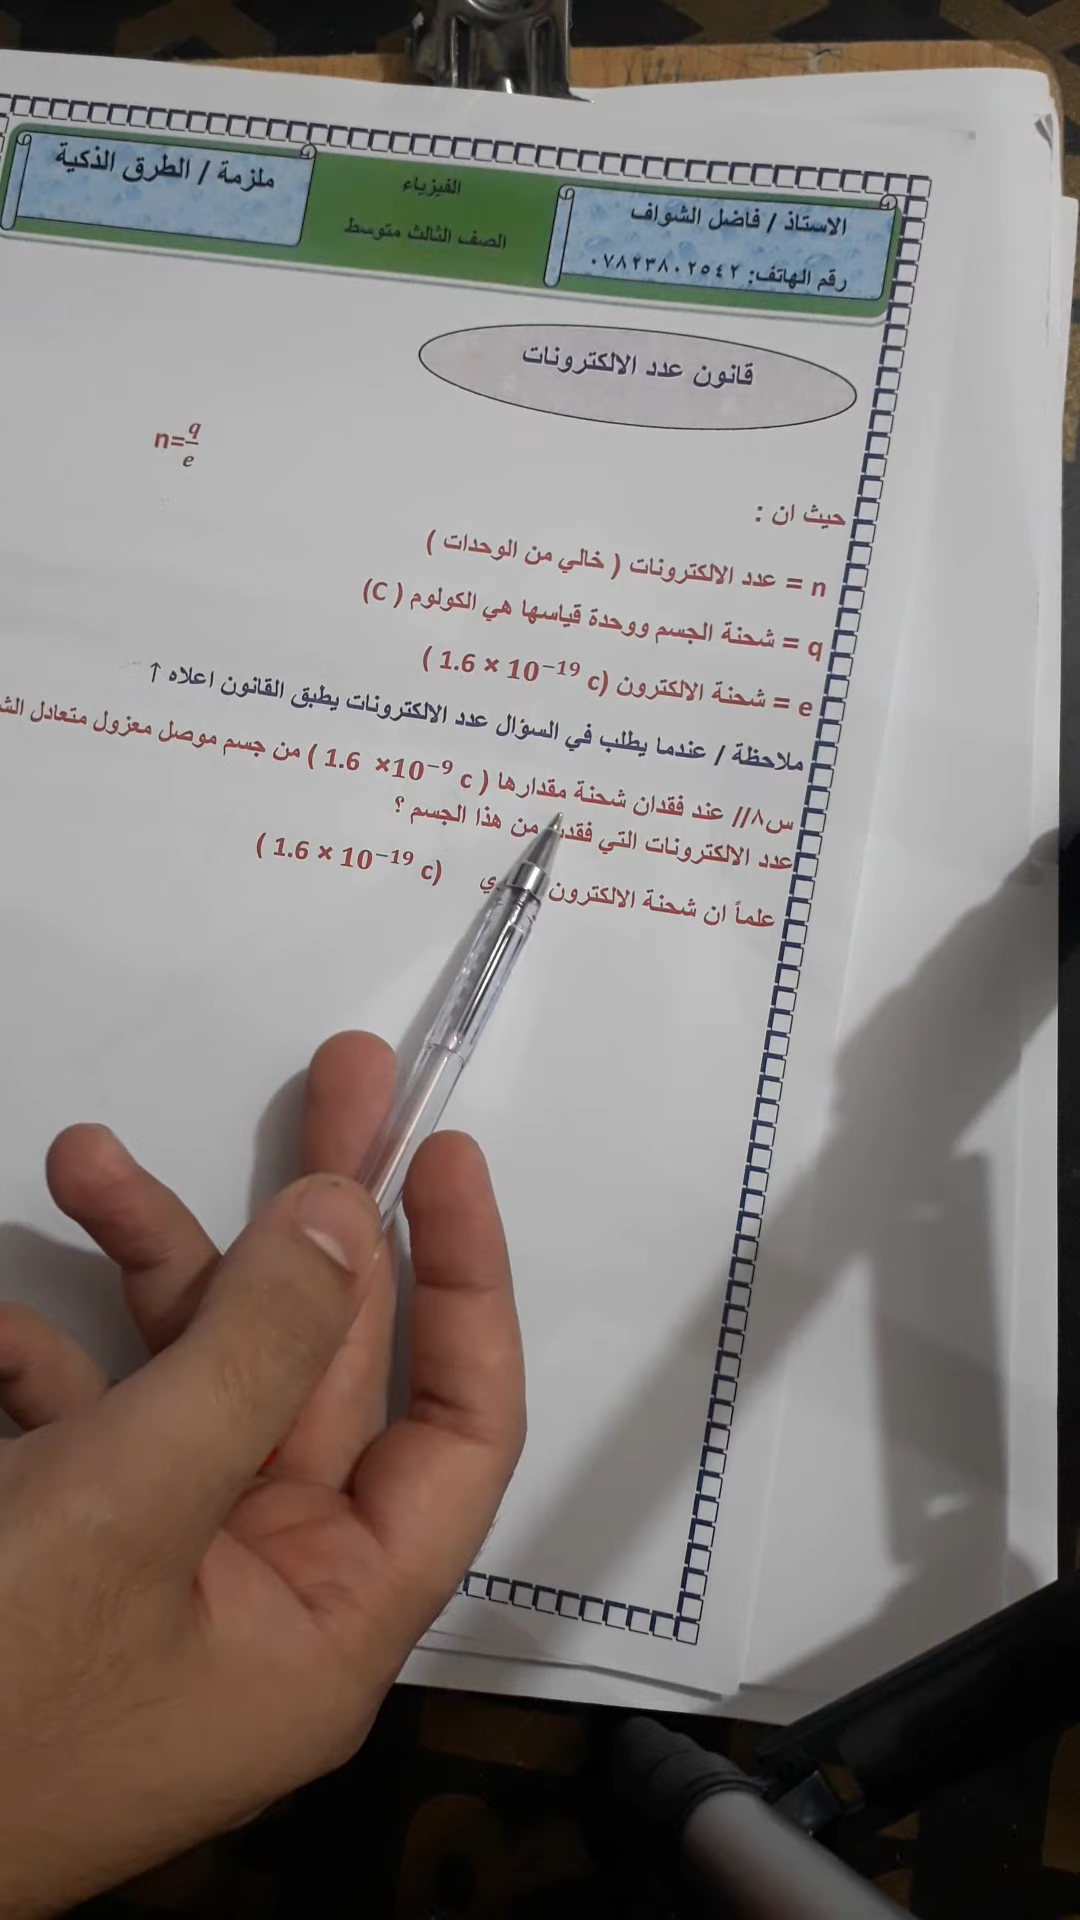 الاستاذ / فاضل الشواف
رقم الهاتف: ٠٧٨٢٣٨٠٢٥٤٢
الفيزياء
الصف الثالث متوسط
ملزمة / الطرق الذكية
قانون عدد الالكترونات
n=q/e
حيث ان :
n = عدد الالكترونات ( خالي من الوحدات )
q = شحنة الجسم ووحدة قياسها هي الكولوم ( C)
e = شحنة الالكترون (1.6 × 10⁻¹⁹ c )
ملاحظة / عندما يطلب في السؤال عدد الالكترونات يطبق القانون اعلاه ↑
س٨// عند فقدان شحنة مقدارها ( 1.6 ×10⁻⁹ c ) من جسم موصل معزول متعادل
عدد الالكترونات التي من هذا الجسم ؟
علماً ان شحنة الالكترون (1.6 × 10⁻¹⁹ c )